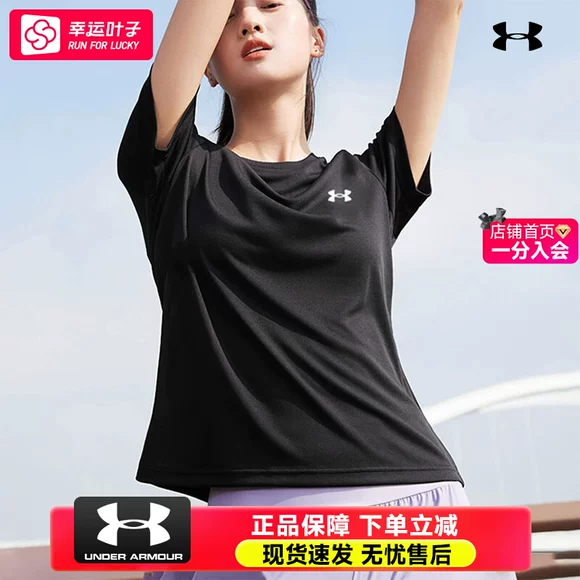 幸运叶子
RUN FOR LUCKY
店铺首页
一分入会
UNDER ARMOUR
正品保障 下单立减
现货速发 无忧售后